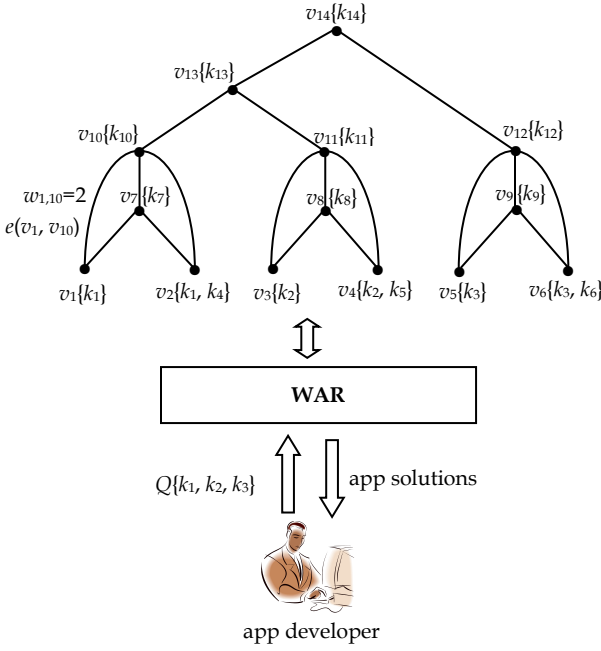 v14{k14}
v13{k13}
v10{k10}
v11{k11}
v12{k12}
w1,10=2
v7{k7}
v8{k8}
v9{k9}
e(v1, v10)
v1{k1}
v2{k1, k4}
v3{k2}
v4{k2, k5}
v5{k3}
v6{k3, k6}
WAR
Q{k1, k2, k3}
app solutions
app developer